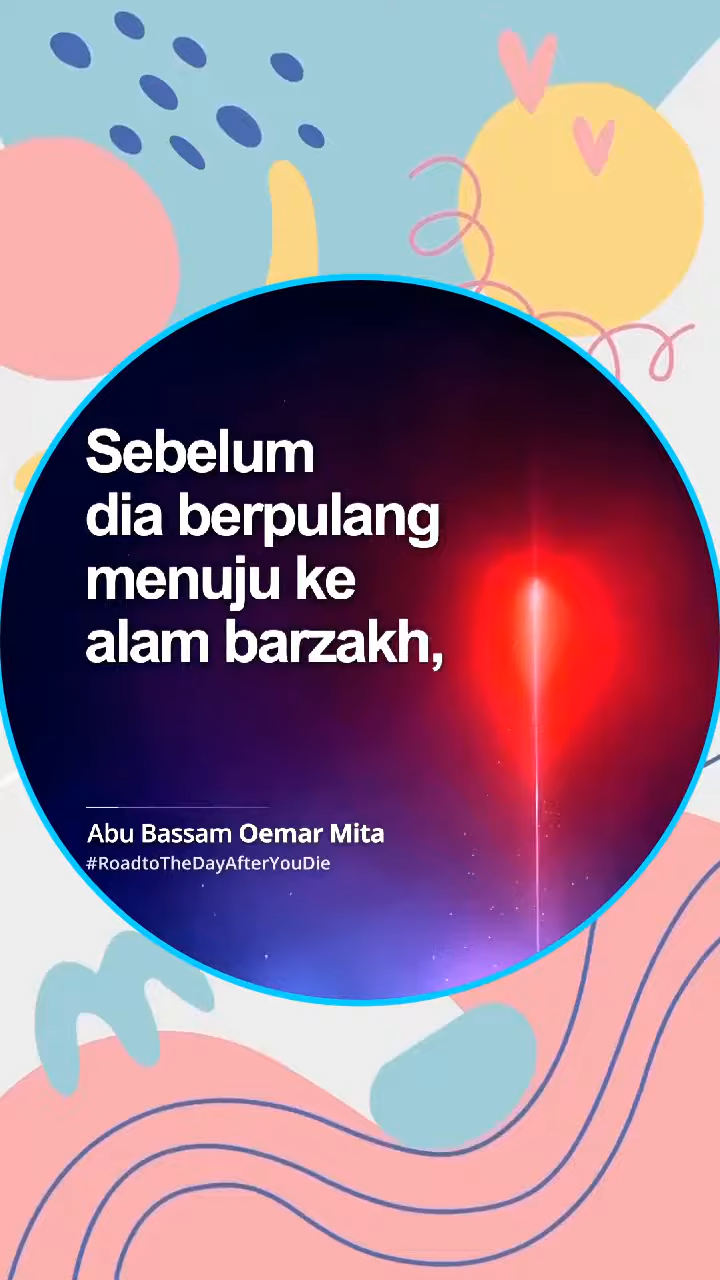 Sebelum
dia berpulang
menuju ke
alam barzakh,
Abu Bassam Oemar Mita
#RoadtoTheDayAfterYouDie